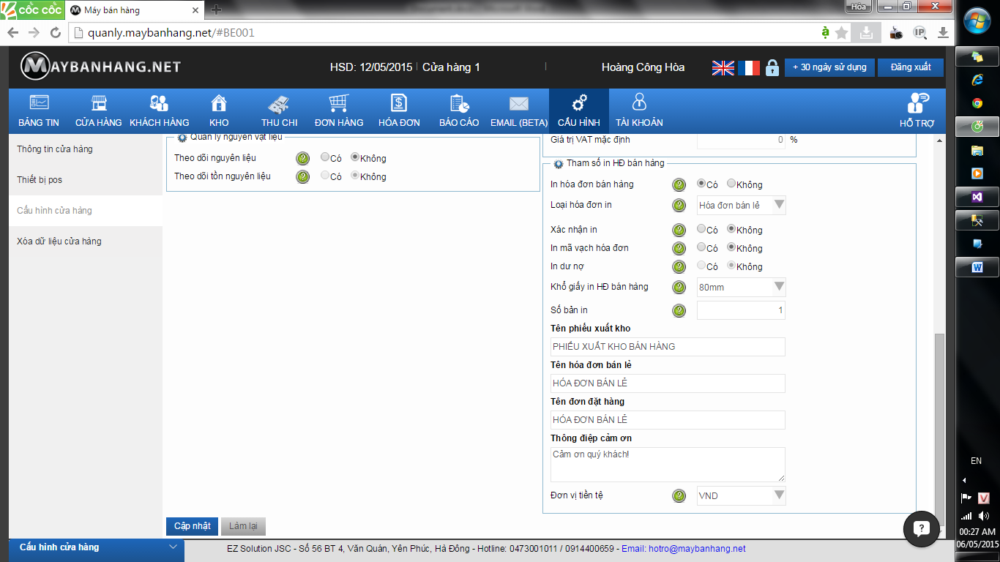 CỐC CỐC
Máy bán hàng
Hòa
quanly.maybanhang.net/#BE001
IP
MAYBANHANG.NET
HSD: 12/05/2015 | Cửa hàng 1 | Hoàng Công Hòa
+ 30 ngày sử dụng
Đăng xuất
BẢNG TIN
CỬA HÀNG
KHÁCH HÀNG
KHO
THU CHI
ĐƠN HÀNG
HÓA ĐƠN
BÁO CÁO
EMAIL (BETA)
CẤU HÌNH
TÀI KHOẢN
HỖ TRỢ
Thông tin cửa hàng
Thiết bị pos
Cấu hình cửa hàng
Xóa dữ liệu cửa hàng
Quản lý nguyên vật liệu
Theo dõi nguyên liệu Có Không
Theo dõi tồn nguyên liệu Có Không
Giá trị VAT mặc định 0 %
Tham số in HĐ bán hàng
In hóa đơn bán hàng Có Không
Loại hóa đơn in Hóa đơn bán lẻ
Xác nhận in Có Không
In mã vạch hóa đơn Có Không
In dư nợ Có Không
Khổ giấy in HĐ bán hàng 80mm
Số bản in 1
Tên phiếu xuất kho
PHIẾU XUẤT KHO BÁN HÀNG
Tên hóa đơn bán lẻ
HÓA ĐƠN BÁN LẺ
Tên đơn đặt hàng
HÓA ĐƠN BÁN LẺ
Thông điệp cảm ơn
Cảm ơn quý khách!
Đơn vị tiền tệ VND
Cập nhật
Làm lại
Cấu hình cửa hàng
EZ Solution JSC - Số 56 BT 4, Văn Quán, Yên Phúc, Hà Đông - Hotline: 0473001011 / 0914400659 - Email: hotro@maybanhang.net
EN
00:27 AM
06/05/2015